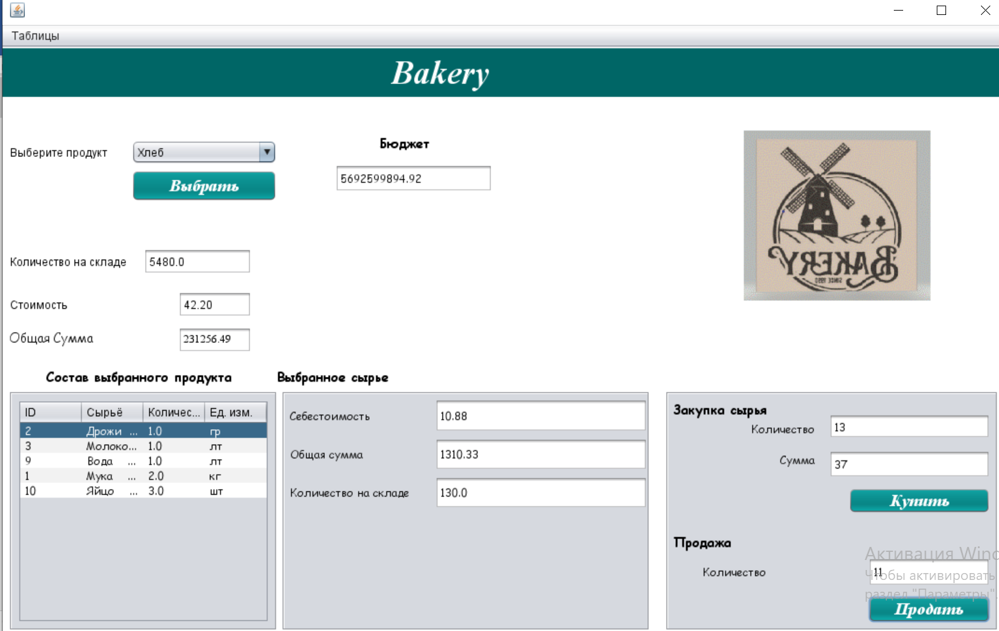 Таблицы
Bakery
Выберите продукт
Хлеб
Выбрать
Бюджет
5692599894.92
BAKERY
Количество на складе
5480.0
Стоимость
42.20
Общая Сумма
231256.49
Состав выбранного продукта
ID Сырьё Количес... Ед. изм.
2 Дрожи ... 1.0 гр
3 Молоко... 1.0 лт
9 Вода ... 1.0 лт
1 Мука ... 2.0 кг
10 Яйцо ... 3.0 шт
Выбранное сырье
Себестоимость 10.88
Общая сумма 1310.33
Количество на складе 130.0
Закупка сырья
Количество 13
Сумма 37
Купить
Продажа
Количество 11
Продать
Активация Wind
Чтобы активировать
раздел "Параметры".